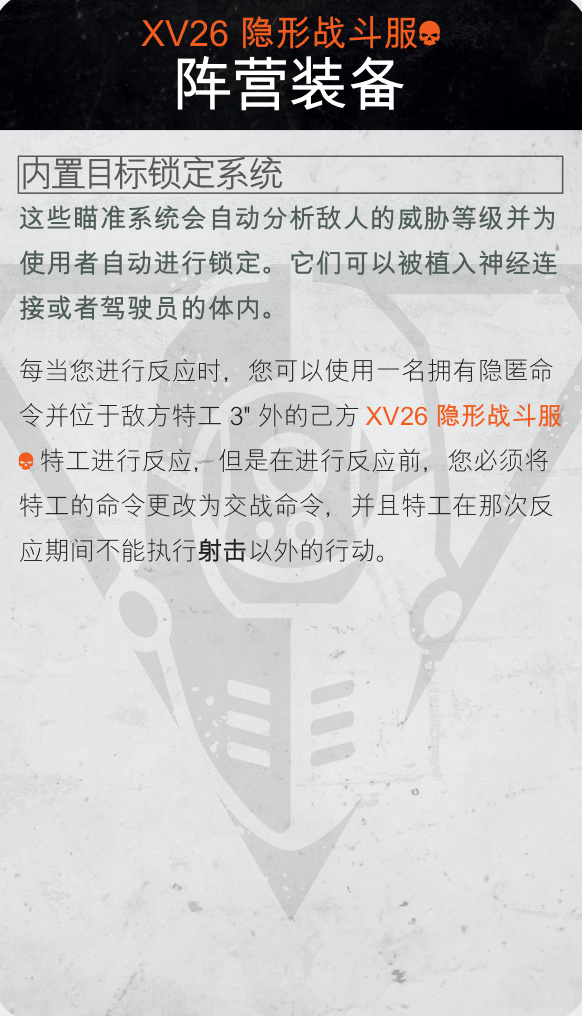 XV26 隐形战斗服
阵营装备
内置目标锁定系统
这些瞄准系统会自动分析敌人的威胁等级并为
使用者自动进行锁定。它们可以被植入神经连
接或者驾驶员的体内。
每当您进行反应时，您可以使用一名拥有隐匿命
令并位于敌方特工 3" 外的己方 XV26 隐形战斗服
特工进行反应，但是在进行反应前，您必须将
特工的命令更改为交战命令，并且特工在那次反
应期间不能执行射击以外的行动。